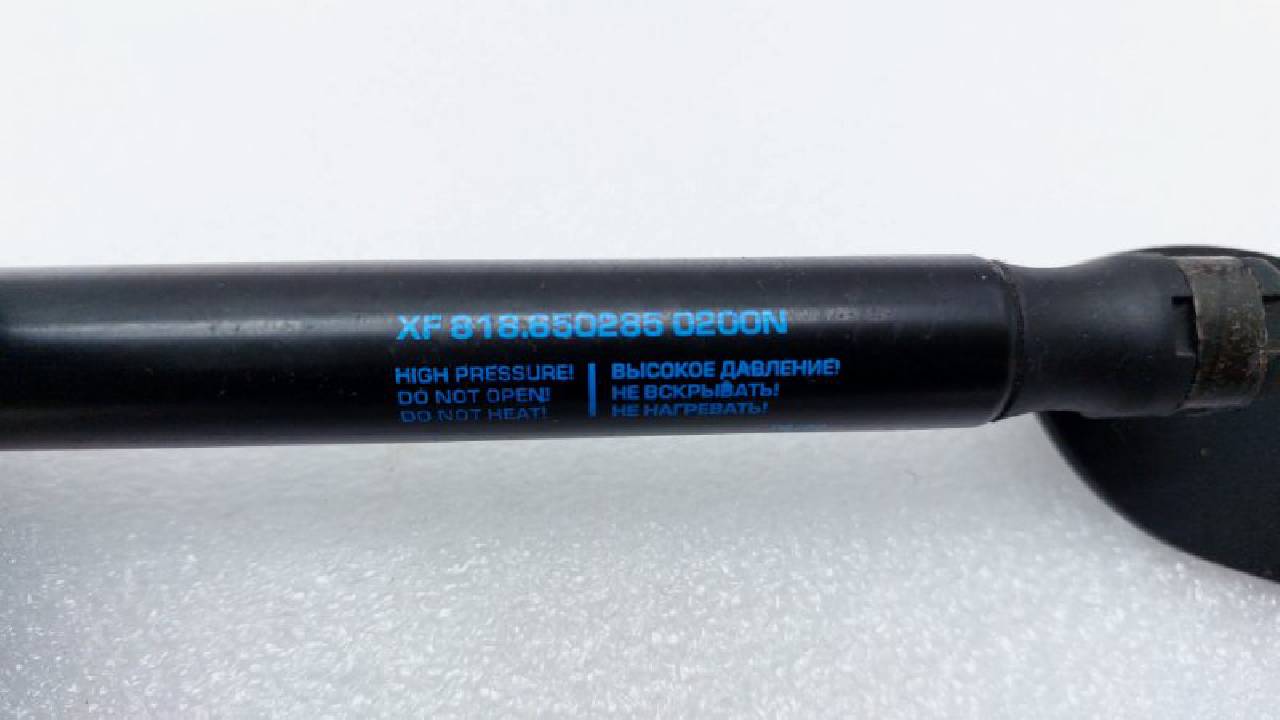 XF 818.650285 0200N
HIGH PRESSURE!
DO NOT OPEN!
DO NOT HEAT!
ВЫСОКОЕ ДАВЛЕНИЕ!
НЕ ВСКРЫВАТЬ!
НЕ НАГРЕВАТЬ!